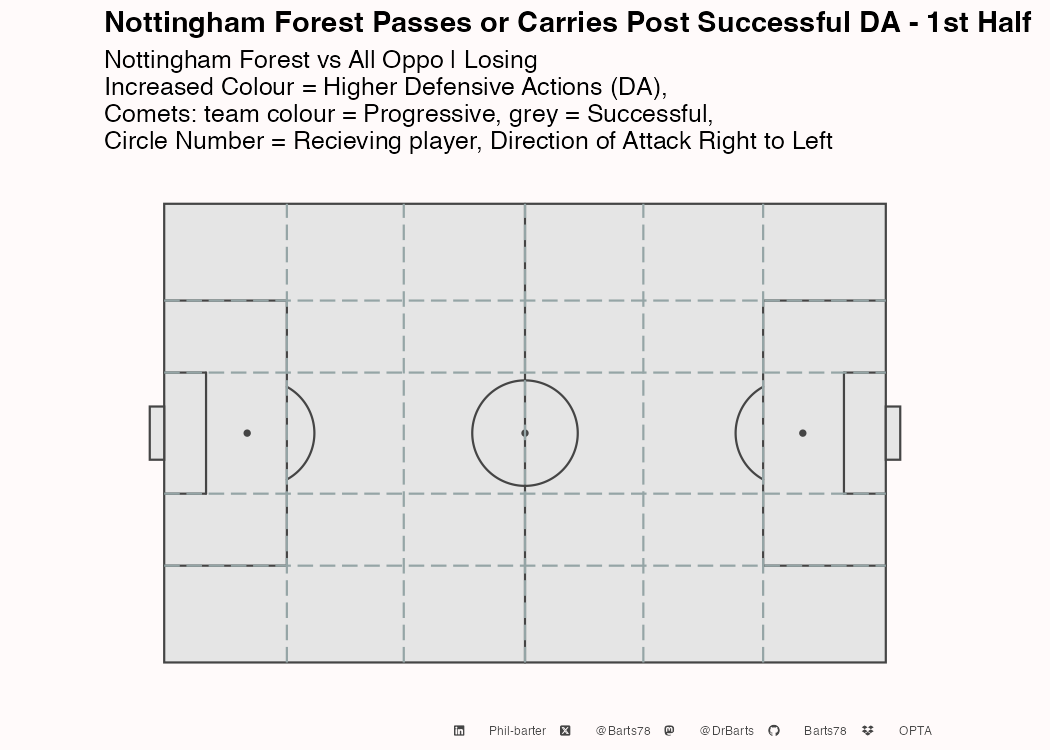 Nottingham Forest Passes or Carries Post Successful DA - 1st Half
Nottingham Forest vs All Oppo | Losing
Increased Colour = Higher Defensive Actions (DA),
Comets: team colour = Progressive, grey = Successful,
Circle Number = Recieving player, Direction of Attack Right to Left
Phil-barter @Barts78 @DrBarts Barts78 OPTA